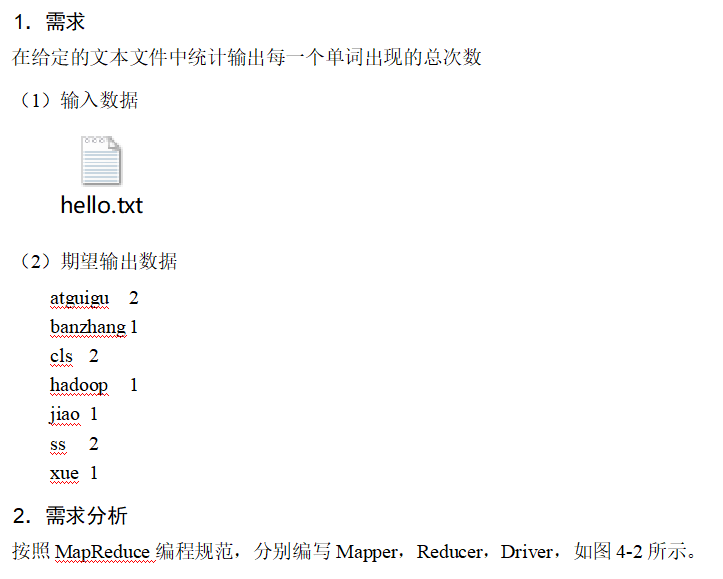 1．需求
在给定的文本文件中统计输出每一个单词出现的总次数
（1）输入数据
hello.txt
（2）期望输出数据
atguigu 2
banzhang 1
cls 2
hadoop 1
jiao 1
ss 2
xue 1
2．需求分析
按照 MapReduce 编程规范，分别编写 Mapper，Reducer，Driver，如图 4-2 所示。